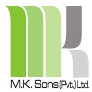 M.K. Sons (Pvt.) Ltd.